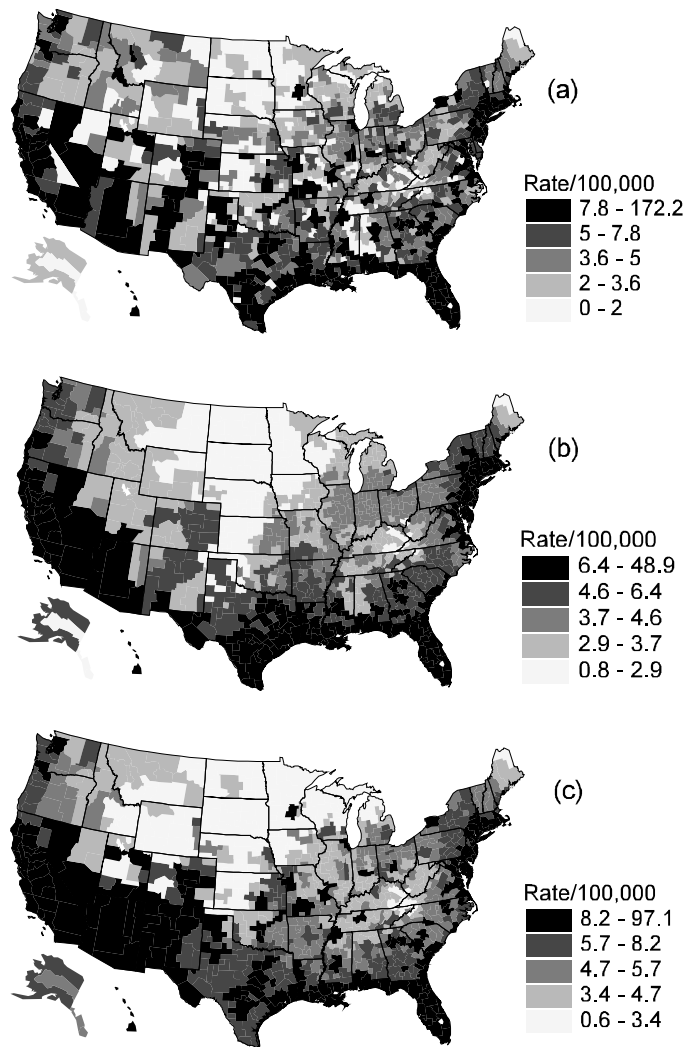 (a)
Rate/100,000
7.8 - 172.2
5 - 7.8
3.6 - 5
2 - 3.6
0 - 2
(b)
Rate/100,000
6.4 - 48.9
4.6 - 6.4
3.7 - 4.6
2.9 - 3.7
0.8 - 2.9
(c)
Rate/100,000
8.2 - 97.1
5.7 - 8.2
4.7 - 5.7
3.4 - 4.7
0.6 - 3.4